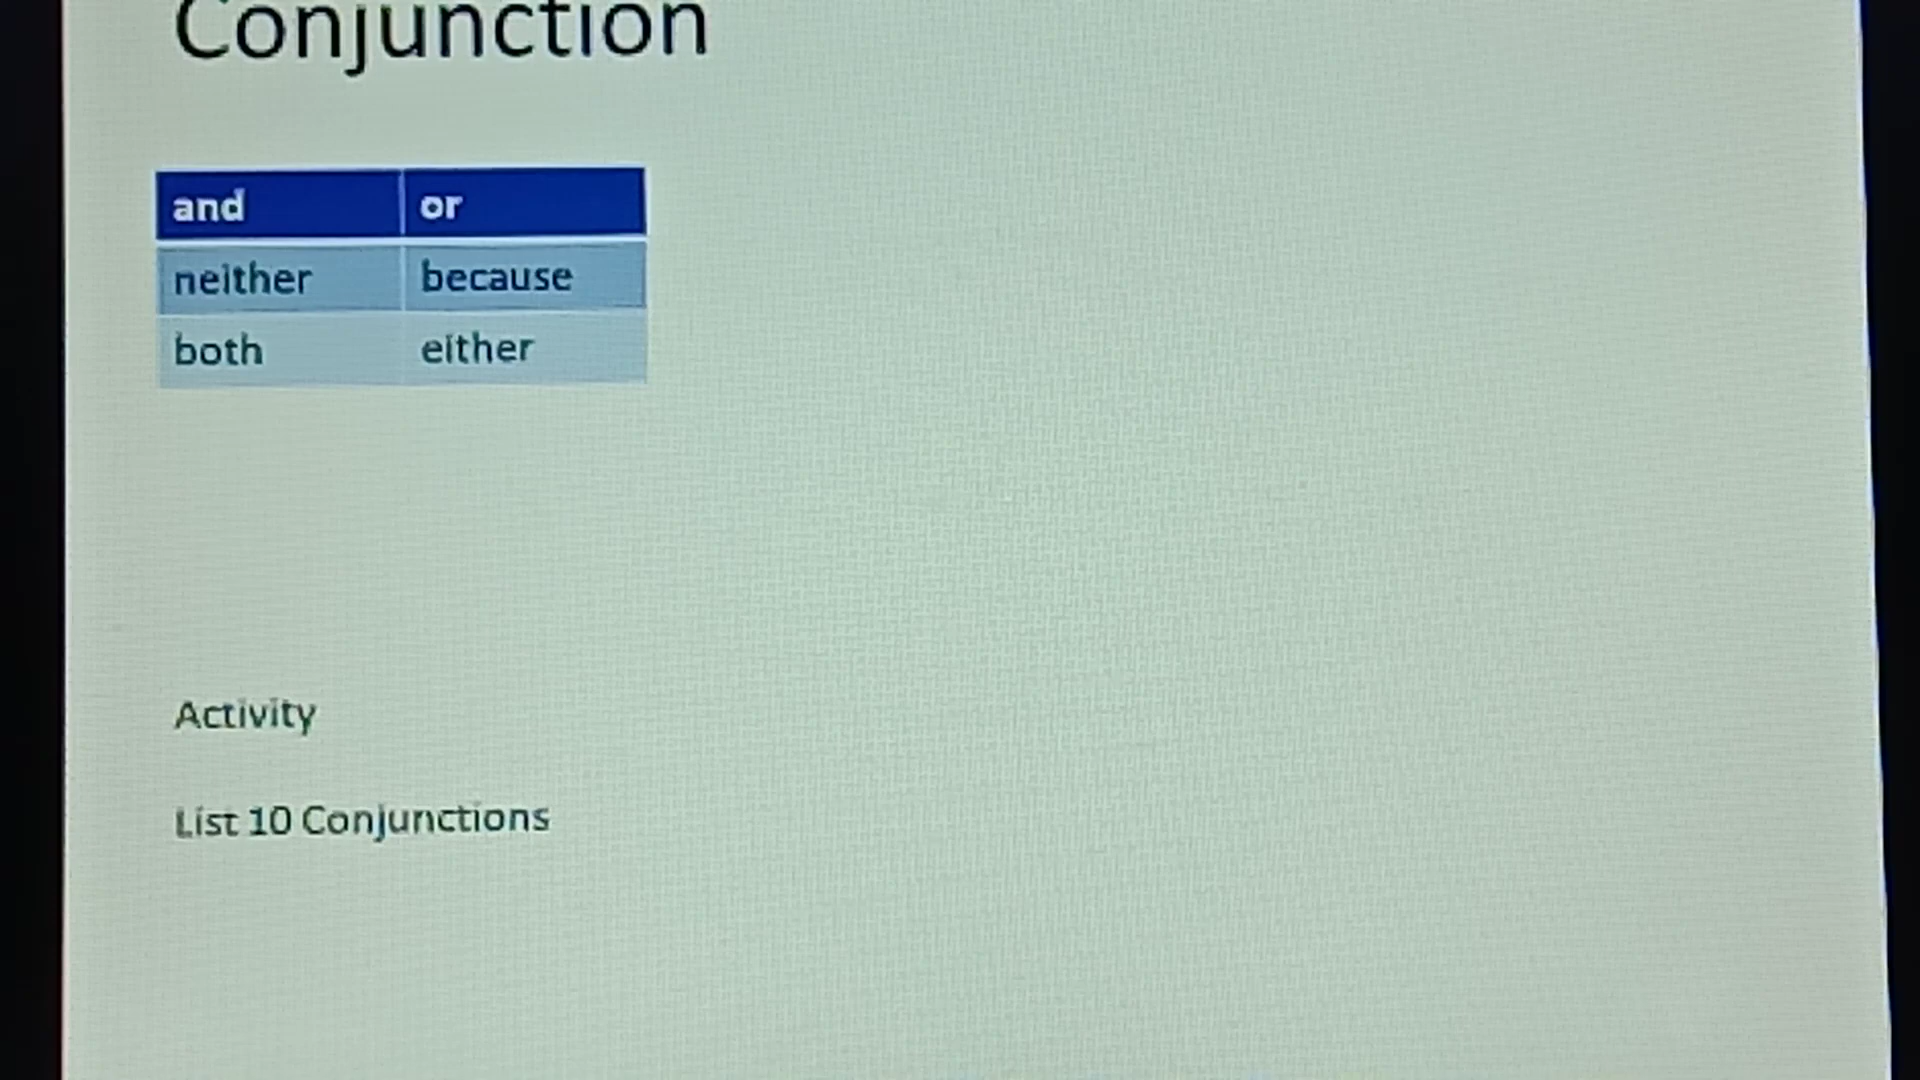 Conjunction
and or
neither because
both either
Activity
List 10 Conjunctions